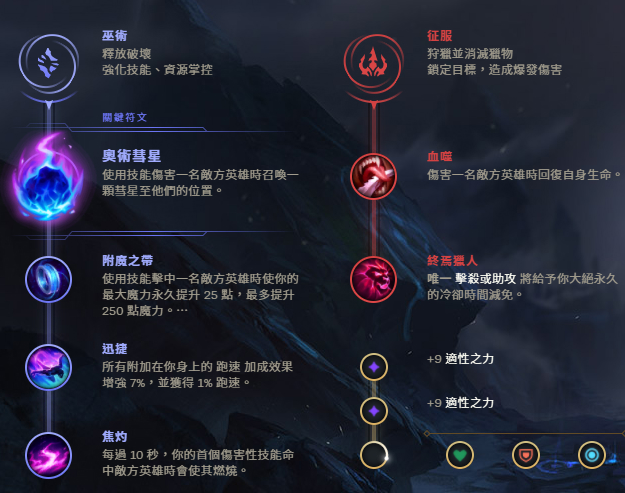 巫術
釋放破壞
強化技能、資源掌控
關鍵符文
奧術彗星
使用技能傷害一名敵方英雄時召喚一
顆彗星至他們的位置。
附魔之帶
使用技能擊中一名敵方英雄時使你的
最大魔力永久提升 25 點，最多提升
250 點魔力。⋯
迅捷
所有附加在你身上的 跑速 加成效果
增強 7%，並獲得 1% 跑速。
焦灼
每過 10 秒，你的首個傷害性技能命
中敵方英雄時會使其燃燒。
征服
狩獵並消滅獵物
鎖定目標，造成爆發傷害
血噬
傷害一名敵方英雄時回復自身生命。
終焉獵人
唯一 擊殺或助攻 將給予你大絕永久
的冷卻時間減免。
+9 適性之力
+9 適性之力